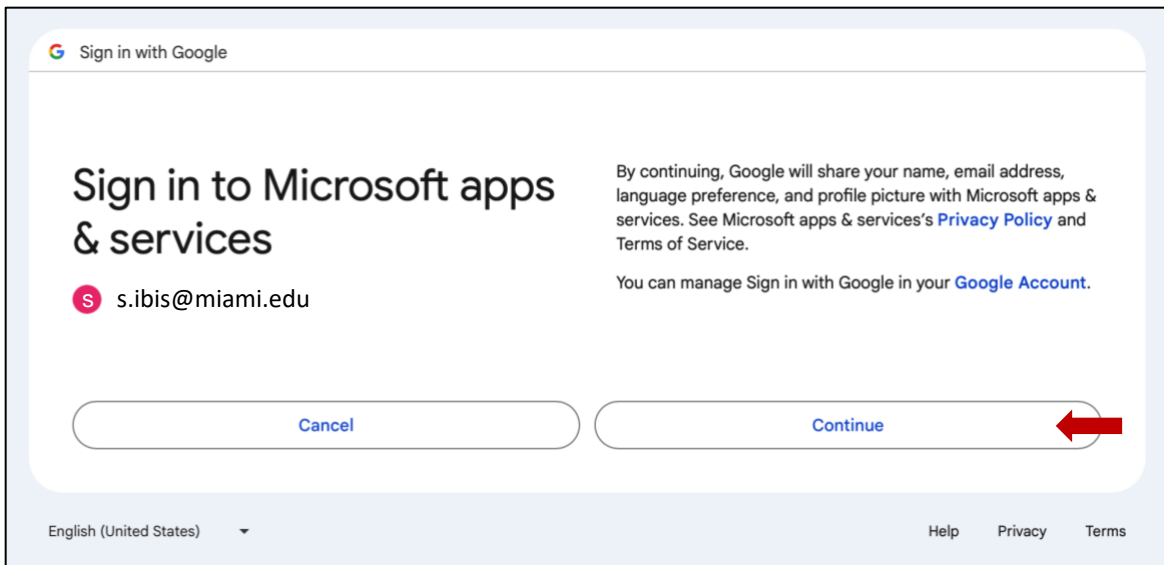 Sign in with Google
Sign in to Microsoft apps
& services
s s.ibis@miami.edu
By continuing, Google will share your name, email address,
language preference, and profile picture with Microsoft apps &
services. See Microsoft apps & services's Privacy Policy and
Terms of Service.
You can manage Sign in with Google in your Google Account.
Cancel
Continue
English (United States)
Help Privacy Terms